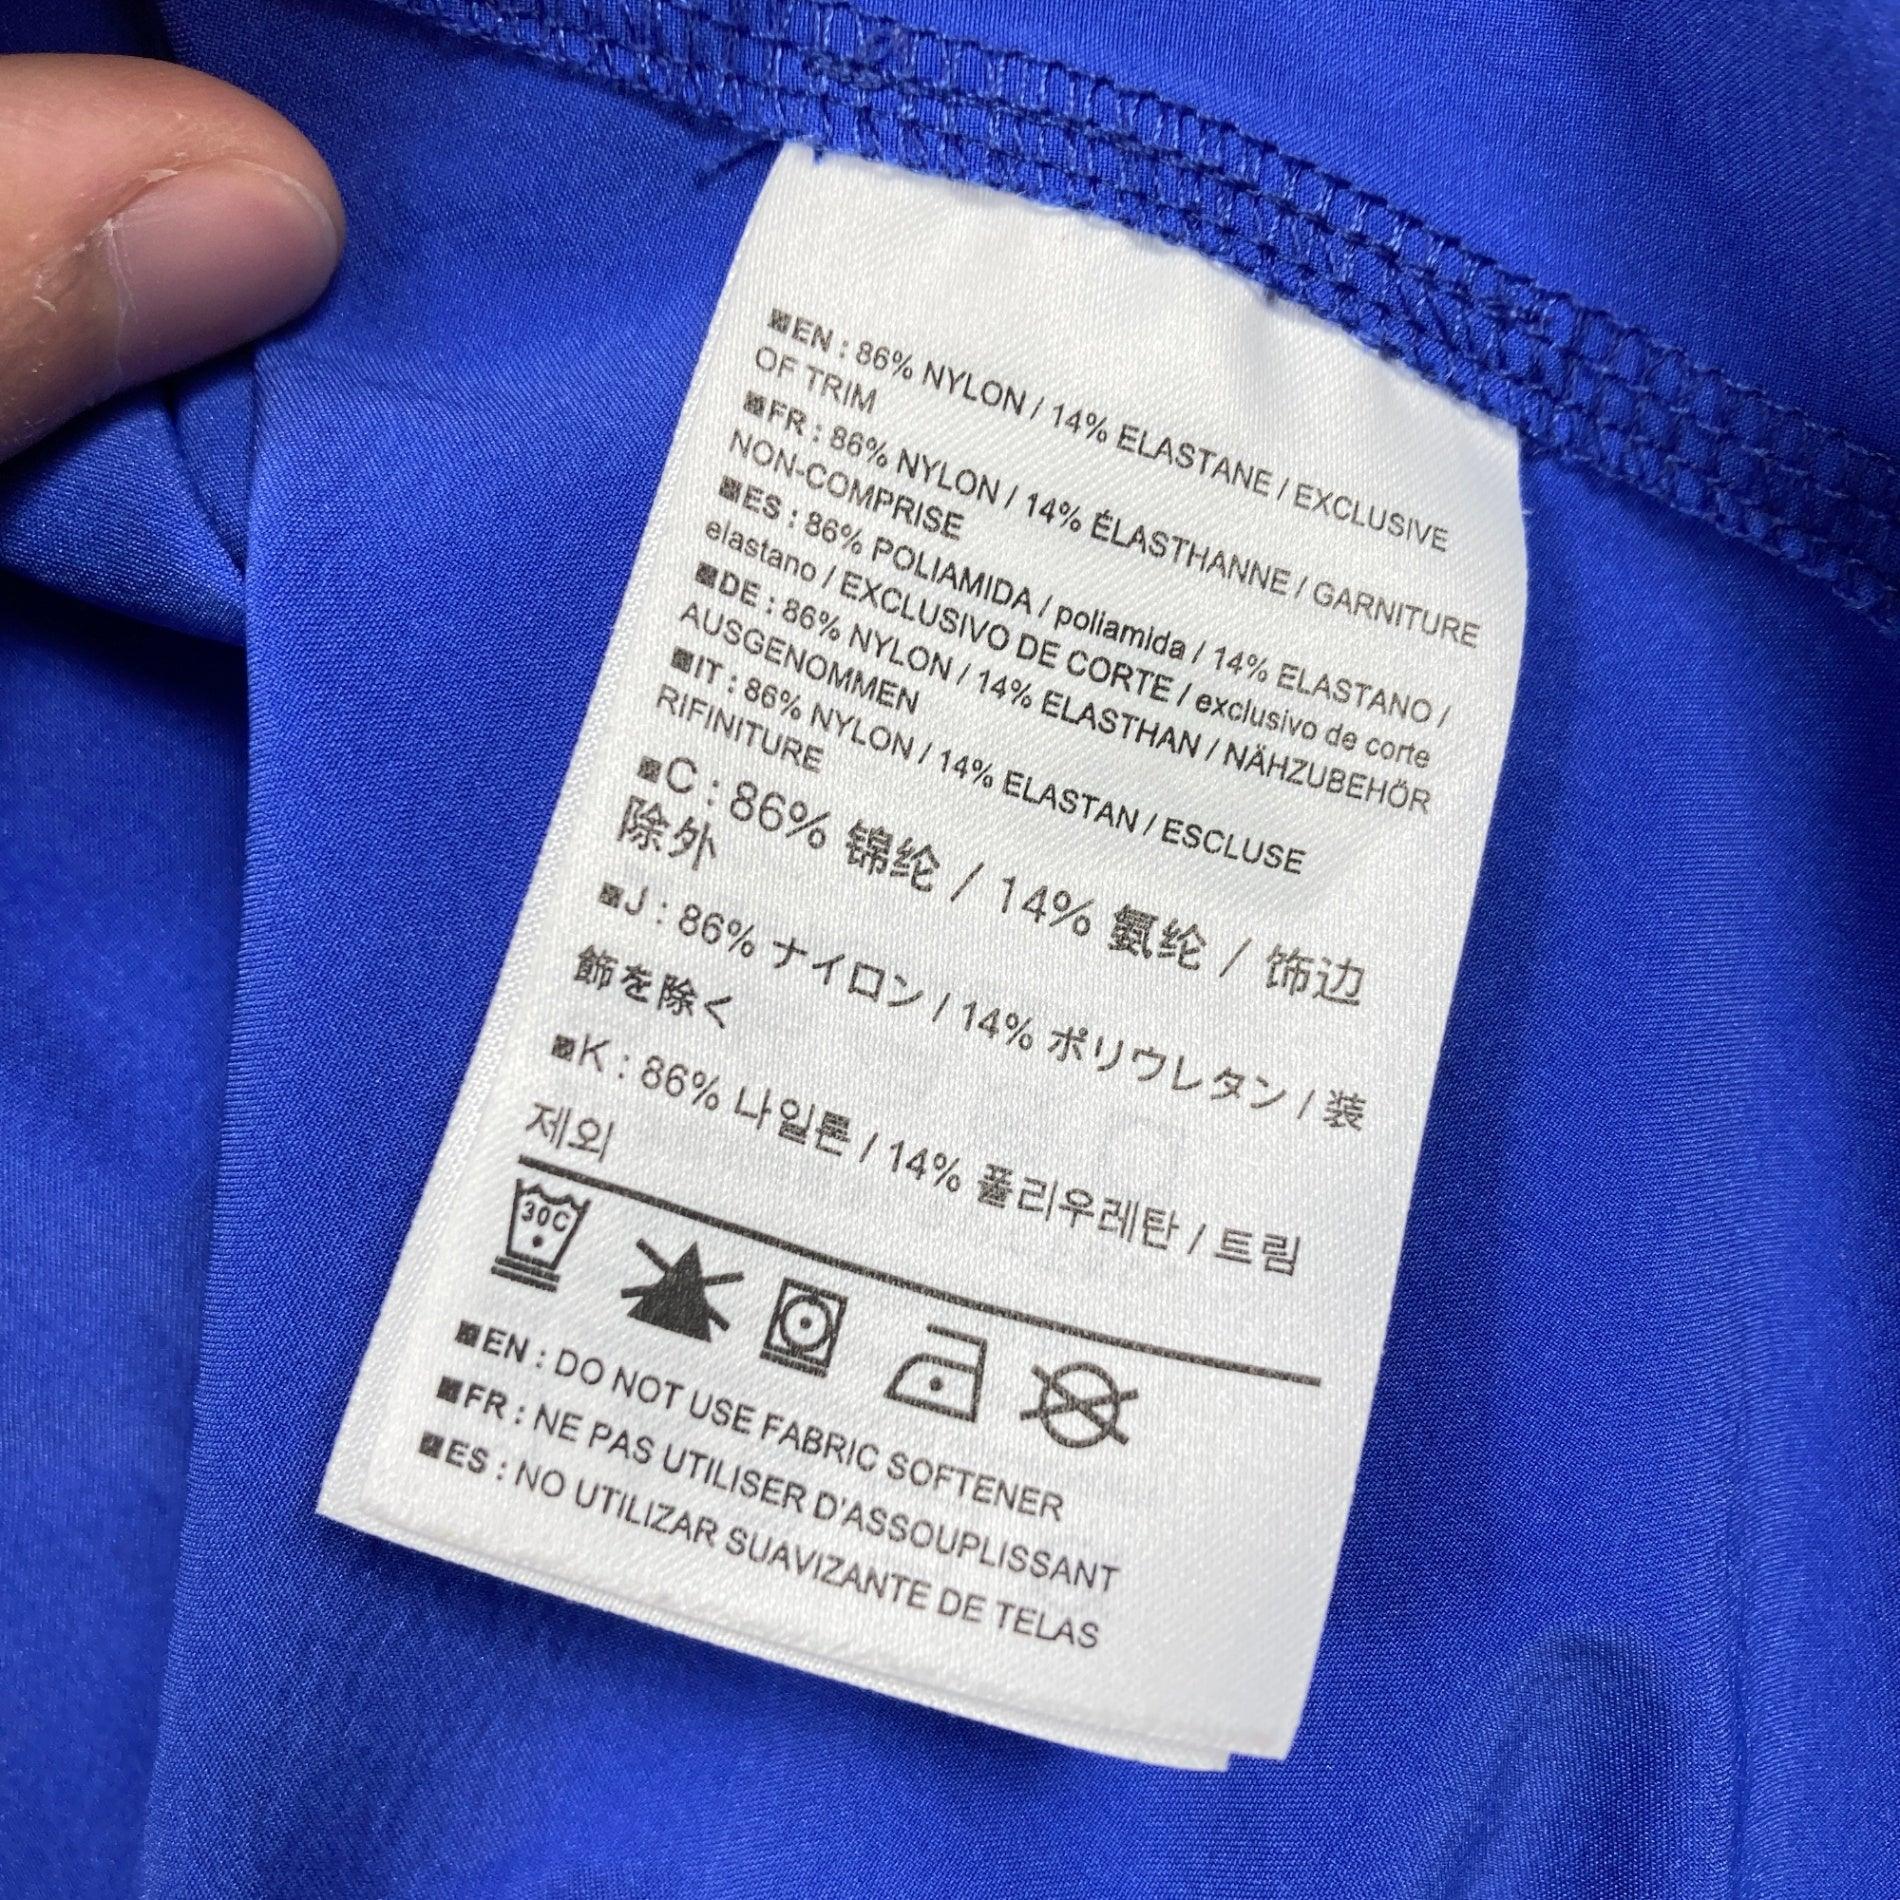 ■EN : 86% NYLON / 14% ELASTANE / EXCLUSIVE
OF TRIM
■FR : 86% NYLON / 14% ÉLASTHANNE / GARNITURE
NON-COMPRISE
■ES : 86% POLIAMIDA / poliamida / 14% ELASTANO /
elastano / EXCLUSIVO DE CORTE / exclusivo de corte
■DE : 86% NYLON / 14% ELASTHAN / NÄHZUBEHÖR
AUSGENOMMEN
■IT : 86% NYLON / 14% ELASTAN / ESCLUSE
RIFINITURE
■C : 86% 锦纶 / 14% 氨纶 / 饰边
除外
■J : 86% ナイロン / 14% ポリウレタン / 装
飾を除く
■K : 86% 나일론 / 14% 폴리우레탄 / 트림
제외
30C
■EN : DO NOT USE FABRIC SOFTENER
■FR : NE PAS UTILISER D'ASSOUPLISSANT
■ES : NO UTILIZAR SUAVIZANTE DE TELAS